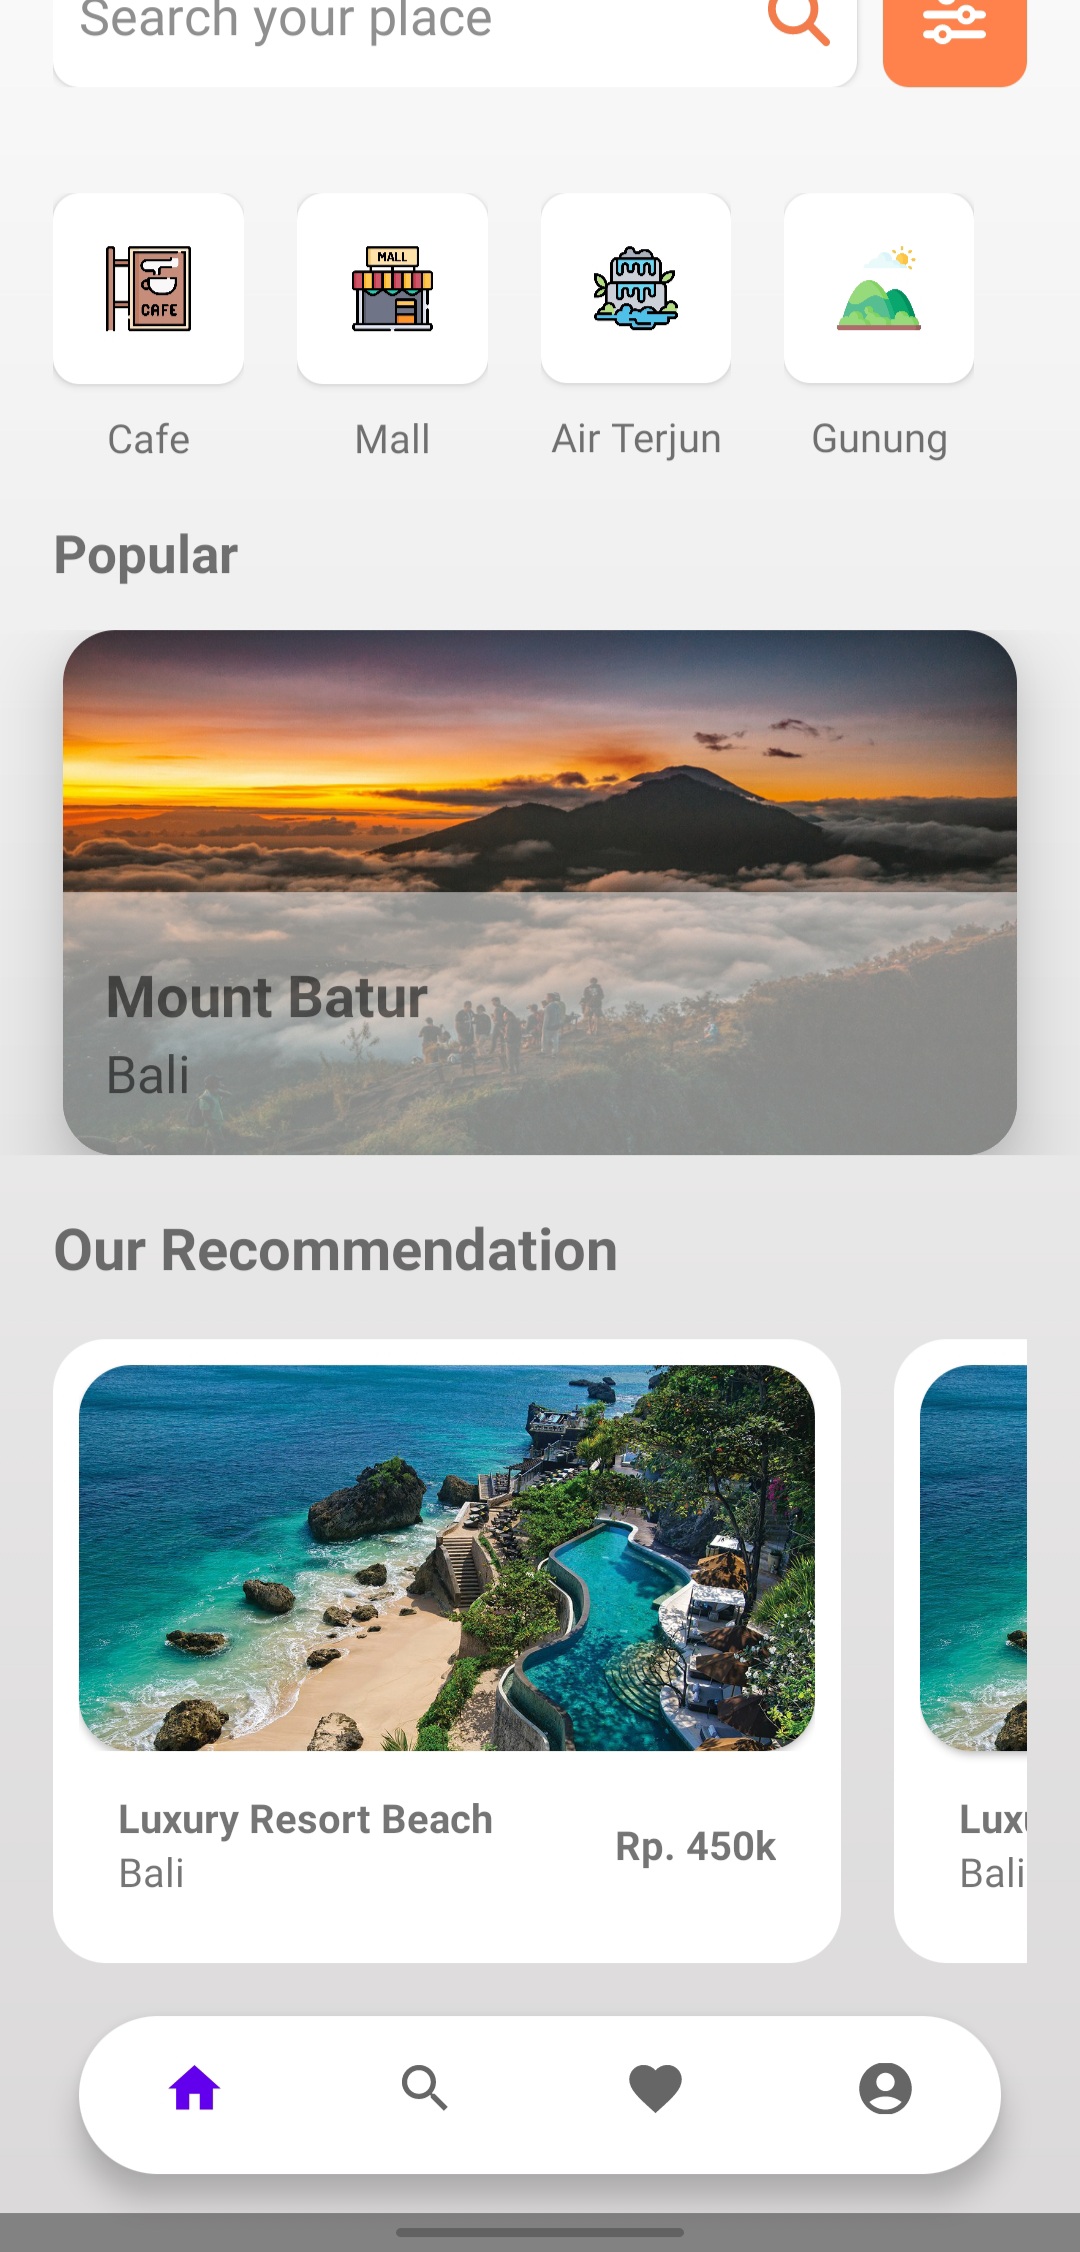 Search your place
CAFE
MALL
Cafe
Mall
Air Terjun
Gunung
Popular
Mount Batur
Bali
Our Recommendation
Luxury Resort Beach
Bali
Rp. 450k
Lux
Bali